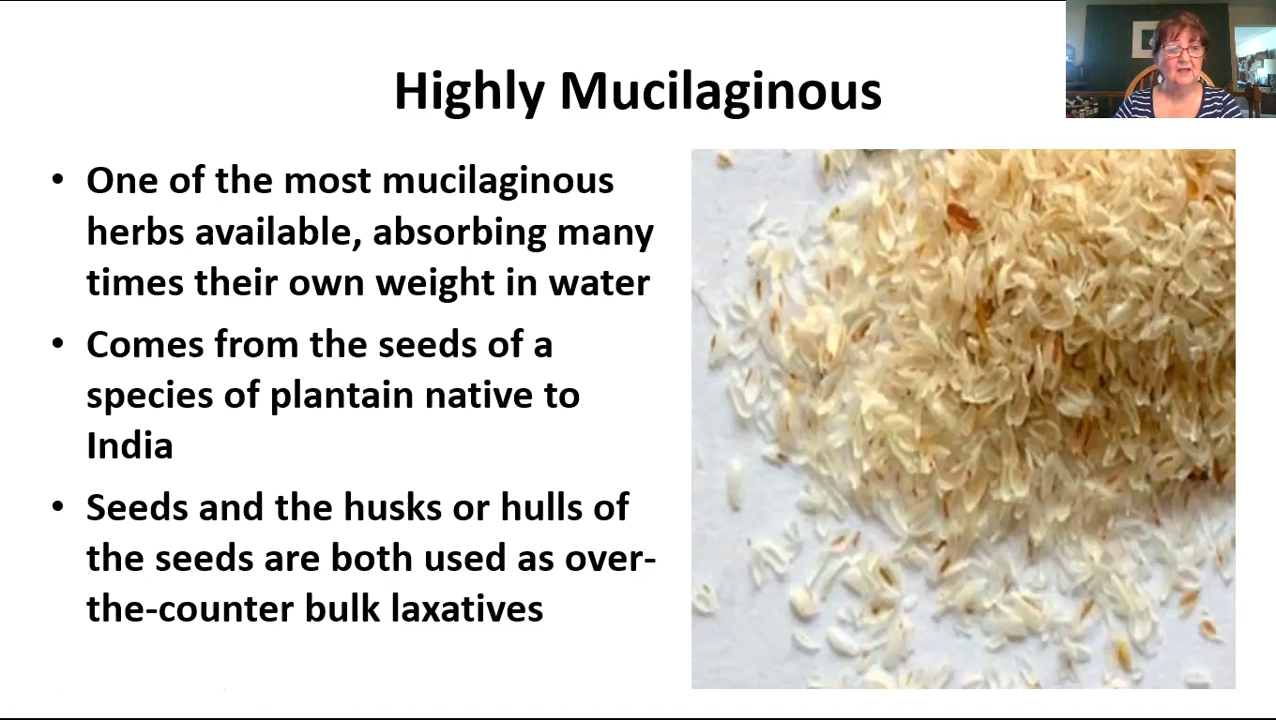 Highly Mucilaginous
• One of the most mucilaginous
herbs available, absorbing many
times their own weight in water
• Comes from the seeds of a
species of plantain native to
India
• Seeds and the husks or hulls of
the seeds are both used as over-
the-counter bulk laxatives